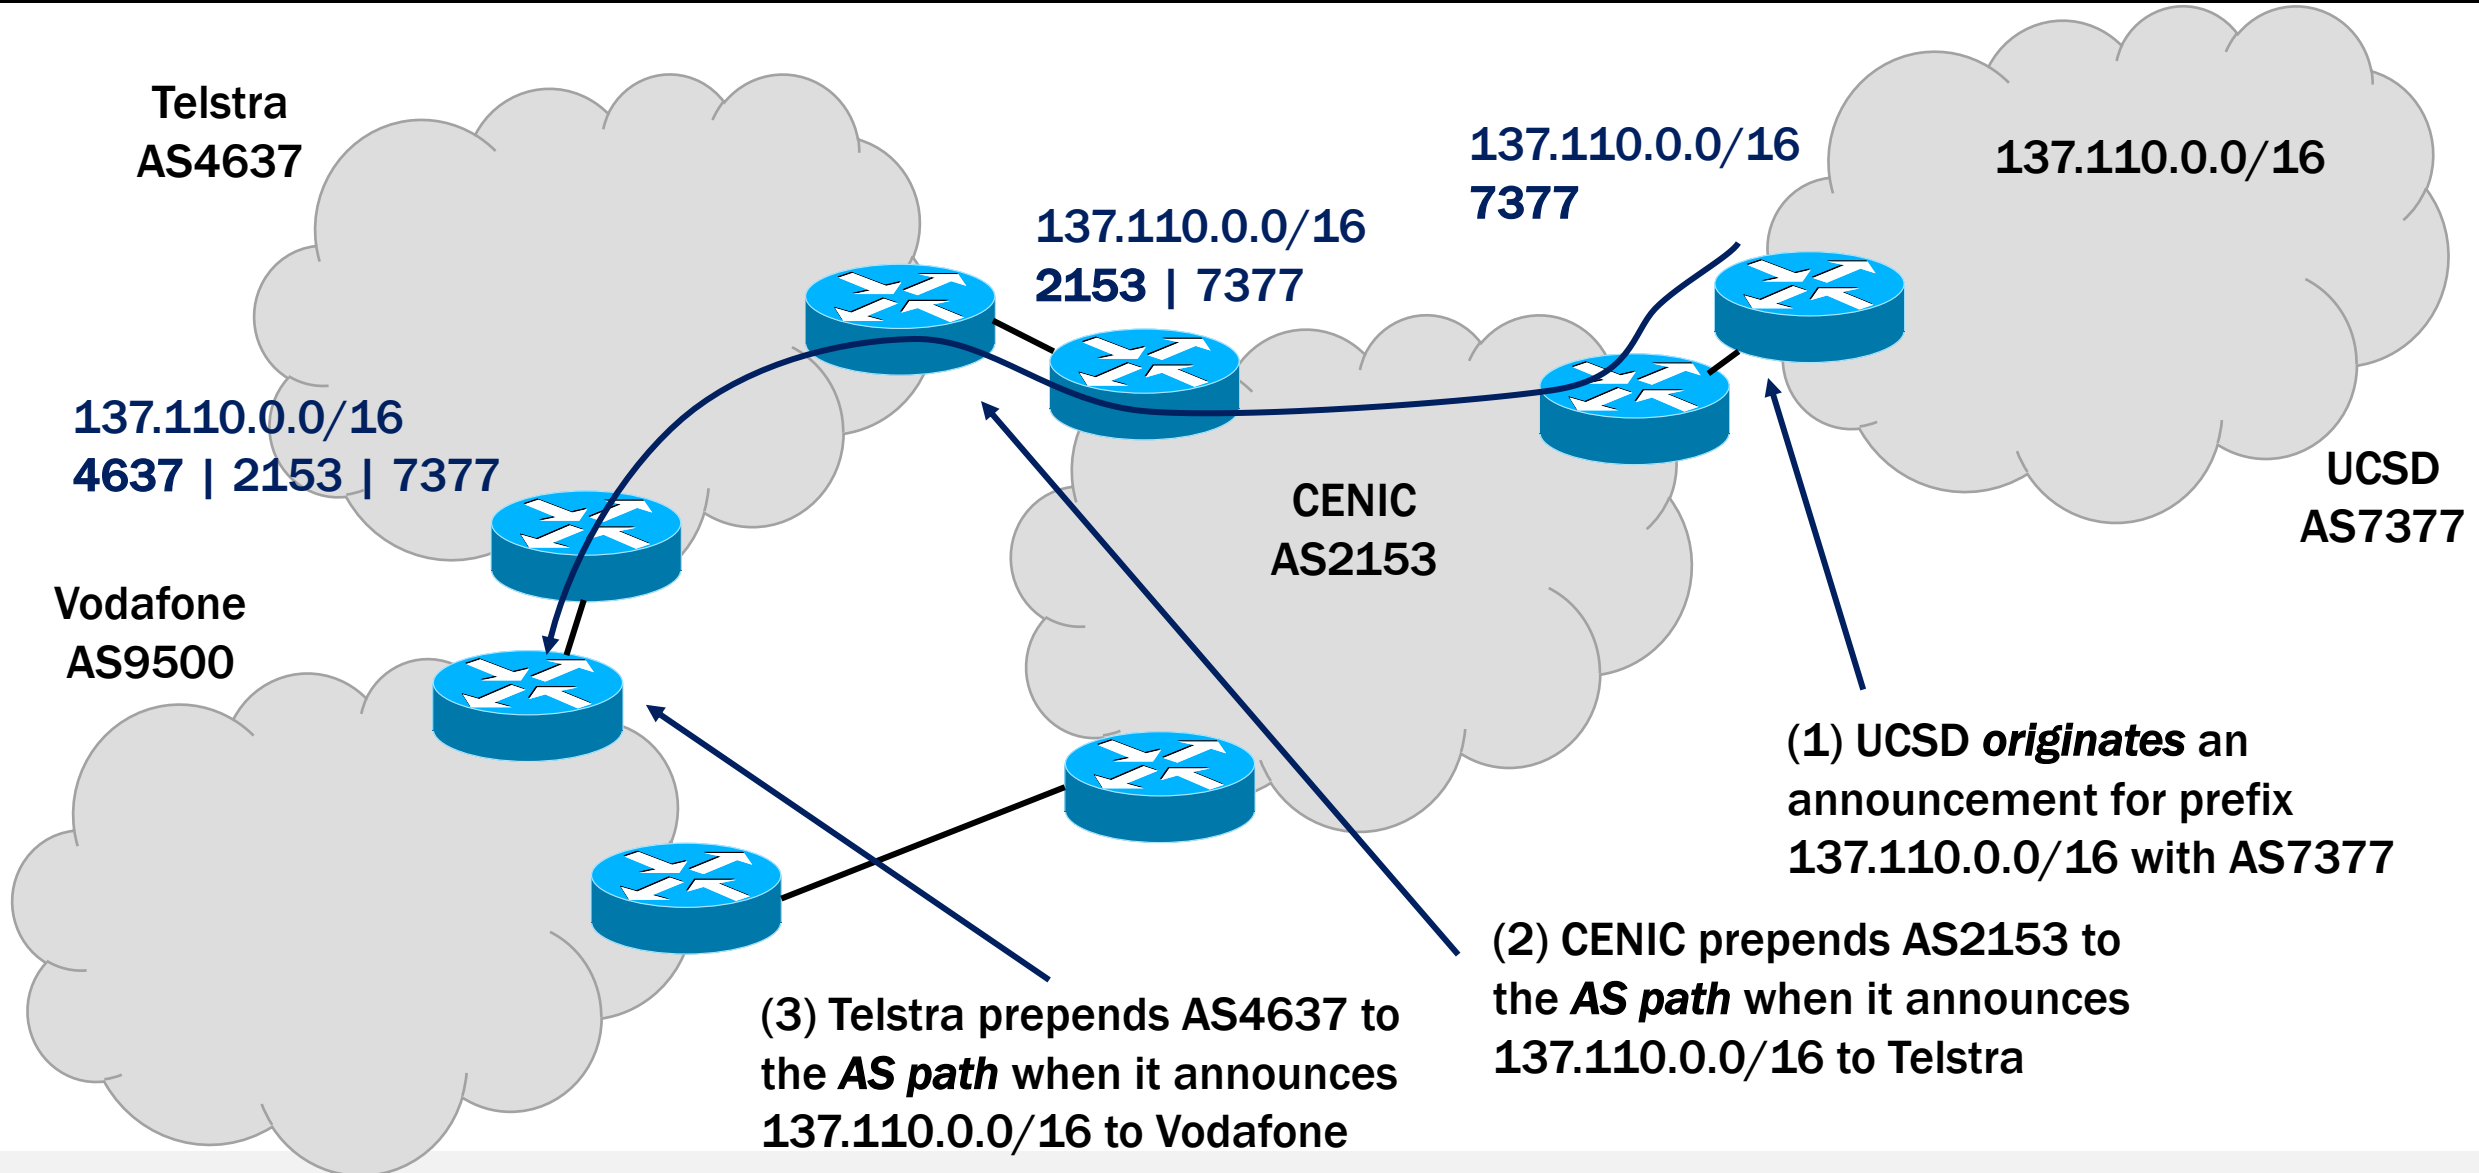 Telstra
AS4637
137.110.0.0/16
7377
137.110.0.0/16
137.110.0.0/16
2153 | 7377
137.110.0.0/16
4637 | 2153 | 7377
CENIC
AS2153
UCSD
AS7377
Vodafone
AS9500
(1) UCSD originates an
announcement for prefix
137.110.0.0/16 with AS7377
(2) CENIC prepends AS2153 to
the AS path when it announces
137.110.0.0/16 to Telstra
(3) Telstra prepends AS4637 to
the AS path when it announces
137.110.0.0/16 to Vodafone